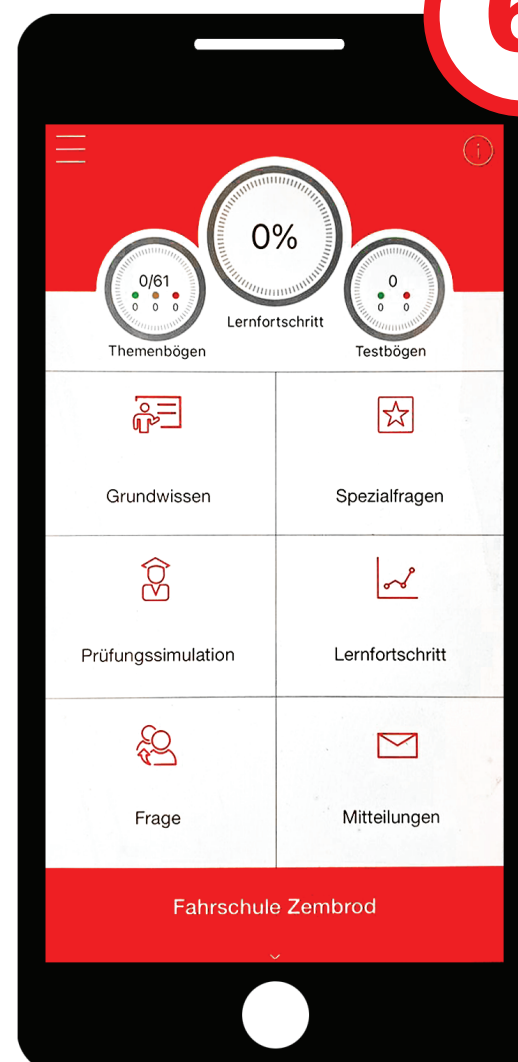 6
0%
0/61
0 0 0
0
0 0
Lernfortschritt
Themenbögen
Testbögen
Grundwissen
Spezialfragen
Prüfungssimulation
Lernfortschritt
Frage
Mitteilungen
Fahrschule Zembrod